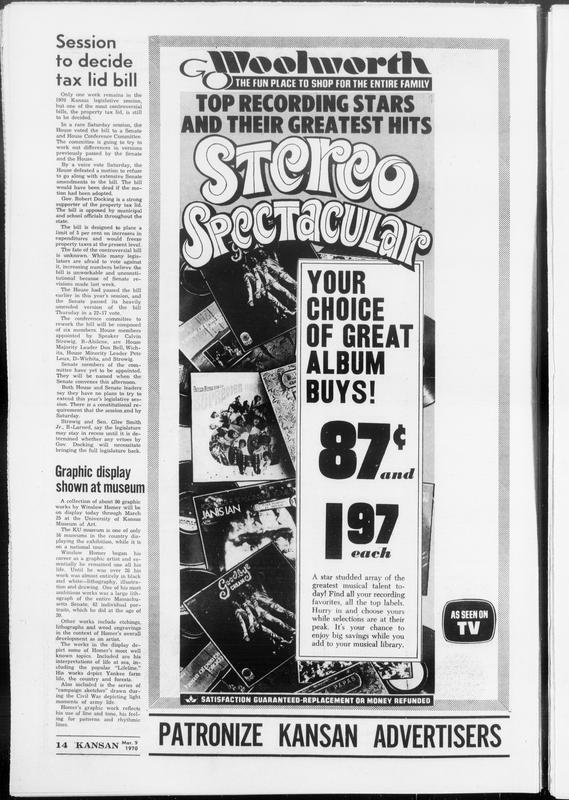 Session
to decide
tax lid bill
Only one week remains in the
1970 Kansas legislative session,
but one of the most controversial
bills, the property tax lid, is still
to be decided.
In a rare Saturday session, the
House voted the bill to a Senate
and House Conference Committee.
The committee is going to try to
work out differences in versions
previously passed by the Senate
and the House.
By a voice vote Saturday, the
House defeated a motion to refuse
to go along with extensive Senate
amendments to the bill. The bill
would have been dead if the mo-
tion had been adopted.
Gov. Robert Docking is a strong
supporter of the property tax lid.
The bill is opposed by municipal
and school officials throughout the
state.
The bill is designed to place a
limit of 5 per cent on increases in
expenditures and would freeze
property taxes at the present level.
The fate of the controversial bill
is unknown. While many legis-
lators are afraid to vote against
it, increasing numbers believe the
bill is unworkable and unconsti-
tutional because of Senate re-
visions made last week.
The House had passed the bill
earlier in this year's session, and
the Senate passed its heavily
amended version of the bill
Thursday in a 22-17 vote.
The conference committee to
rework the bill will be composed
of six members. House members
appointed by Speaker Calvin
Strowig, R-Abilene, are House
Majority Leader Don Bell, Wich-
ita, House Minority Leader Pete
Loux, D-Wichita, and Strowig.
Senate members of the com-
mittee have yet to be appointed.
They will be named when the
Senate convenes this afternoon.
Both House and Senate leaders
say they have no plans to try to
extend this year's legislative ses-
sion. There is a constitutional re-
quirement that the session end by
Saturday.
Strowig and Sen. Glee Smith
Jr., R-Larned, say the legislature
may stay in recess until it is de-
termined whether any vetoes by
Gov. Docking will necessitate
bringing the full legislature back.
Graphic display
shown at museum
A collection of about 90 graphic
works by Winslow Homer will be
on display today through March
25 at the University of Kansas
Museum of Art.
The KU museum is one of only
16 museums in the country dis-
playing the exhibition, while it is
on a national tour.
Winslow Homer began his
career as a graphic artist and es-
sentially he remained one all his
life. Until he was over 20 his
work was almost entirely in black
and white—lithography, illustra-
tion and drawing. One of his most
ambitious works was a large lith-
ograph of the entire Massachu-
setts Senate, 42 individual por-
traits, which he did at the age of
20.
Other works include etchings,
lithographs and wood engravings
in the context of Homer's overall
development as an artist.
The works in the display de-
pict some of Homer's most well
known topics. Included are his
interpretations of life at sea, in-
cluding the popular "Lifeline."
His works depict Yankee farm
life, the country and forests.
Also included is the series of
"campaign sketches" drawn dur-
ing the Civil War depicting light
moments of army life.
Homer's graphic work reflects
his use of line and tone, his feel-
ing for patterns and rhythmic
lines.
14 KANSAN Mar. 9
1970
GO Woolworth
THE FUN PLACE TO SHOP FOR THE ENTIRE FAMILY
TOP RECORDING STARS
AND THEIR GREATEST HITS
STEREO
SPECTACULAR
YOUR
CHOICE
OF GREAT
ALBUM
BUYS!
87¢
and
197
each
JANIS IAN
Goodbye
CREAM
A star studded array of the
greatest musical talent to-
day! Find all your recording
favorites, all the top labels.
Hurry in and choose yours
while selections are at their
peak. It's your chance to
enjoy big savings while you
add to your musical library.
AS SEEN ON
TV
SATISFACTION GUARANTEED-REPLACEMENT OR MONEY REFUNDED
PATRONIZE KANSAN ADVERTISERS